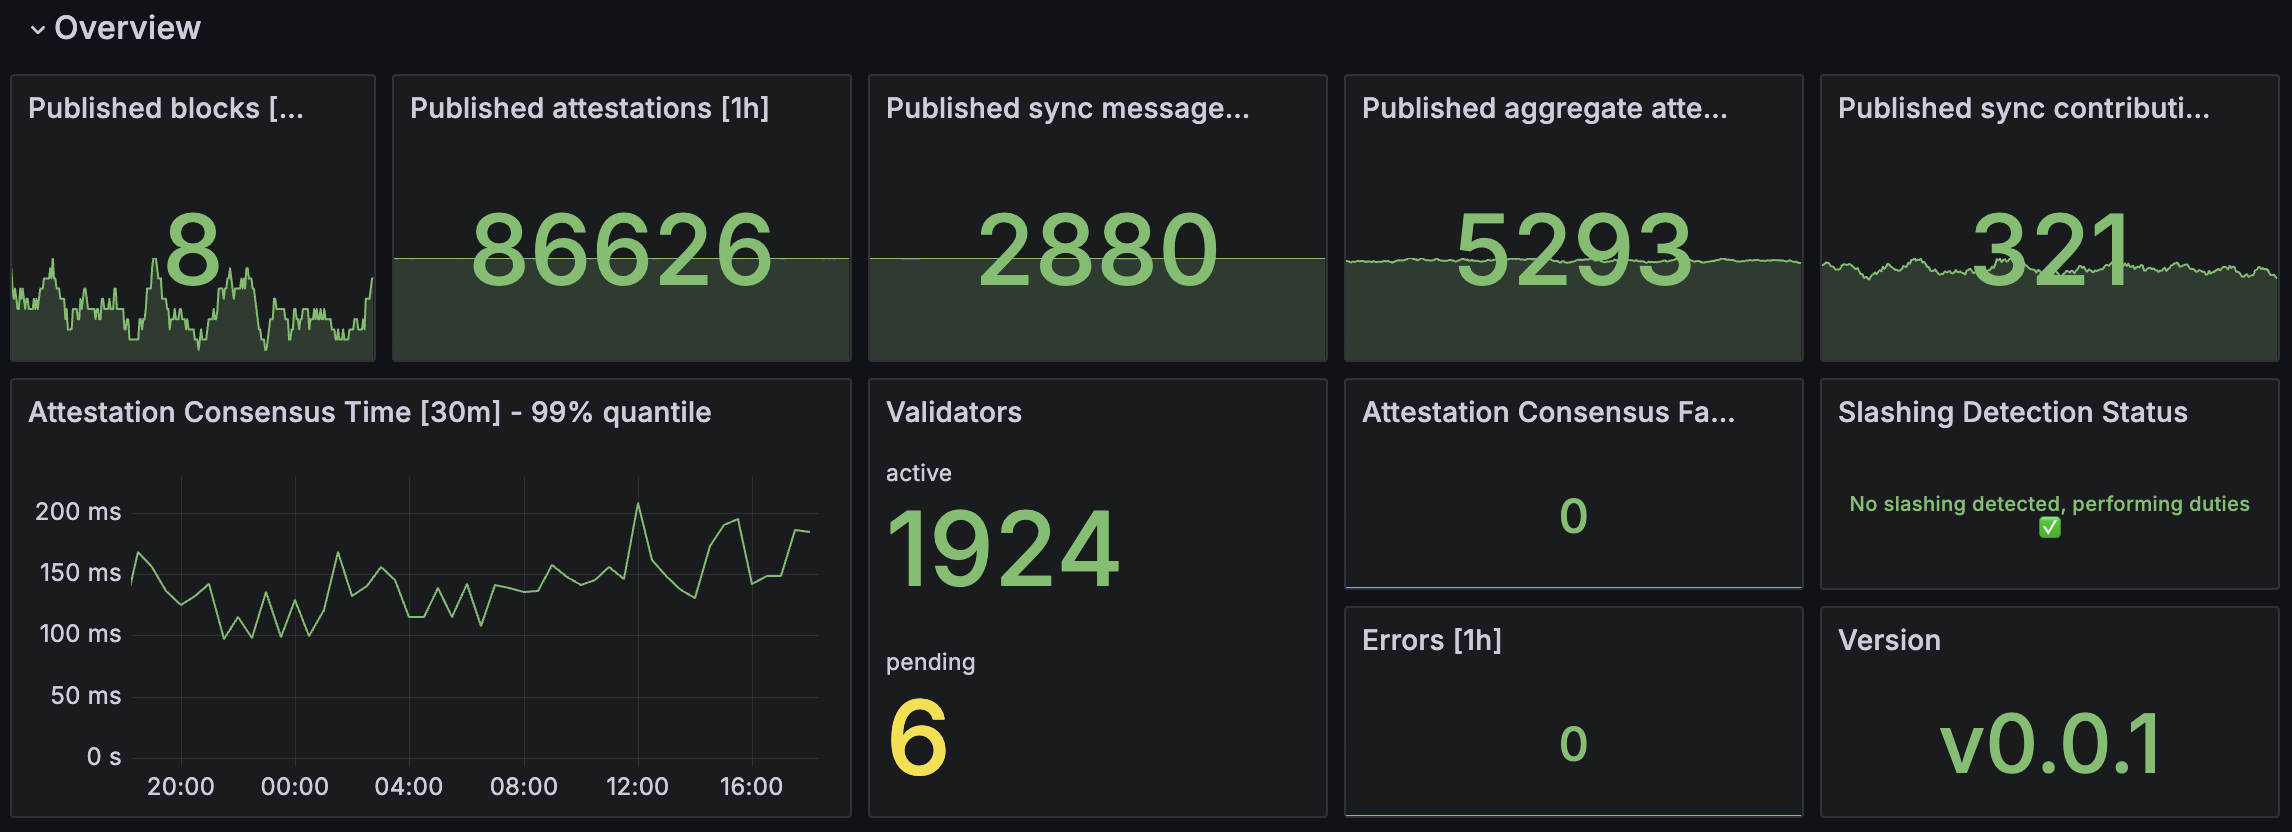 Overview
Published blocks [...
8
Published attestations [1h]
86626
Published sync message...
2880
Published aggregate atte...
5293
Published sync contributi...
321
Attestation Consensus Time [30m] - 99% quantile
200 ms
150 ms
100 ms
50 ms
0 s
20:00
00:00
04:00
08:00
12:00
16:00
Validators
active
1924
pending
6
Attestation Consensus Fa...
0
Errors [1h]
0
Slashing Detection Status
No slashing detected, performing duties
✅
Version
v0.0.1